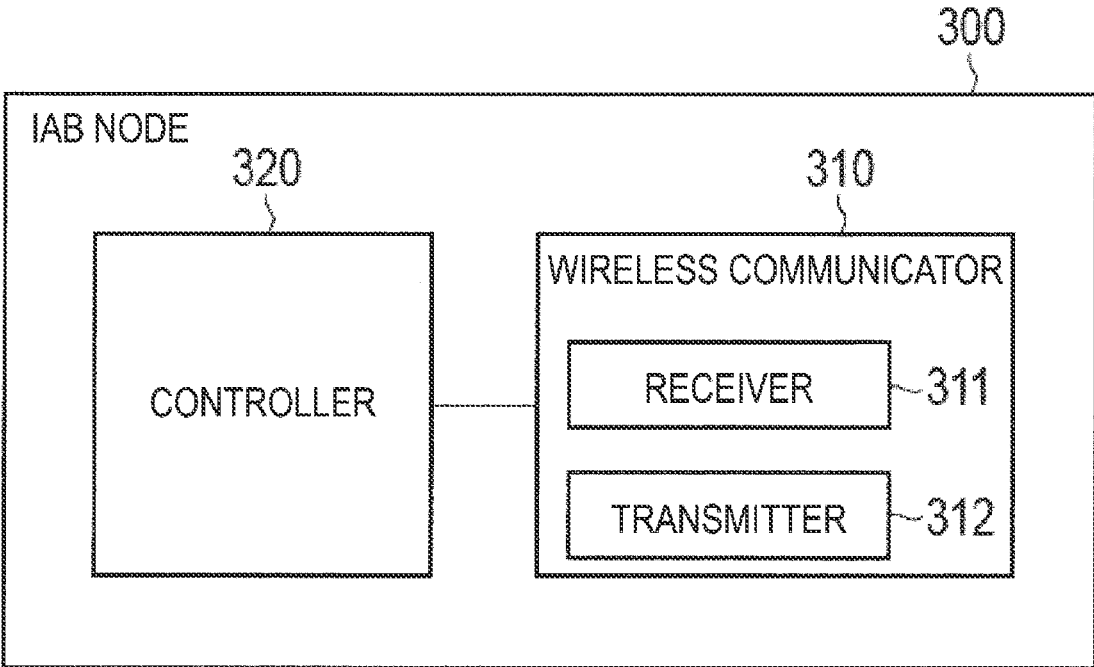 300
IAB NODE
320
310
WIRELESS COMMUNICATOR
RECEIVER
311
CONTROLLER
TRANSMITTER
312